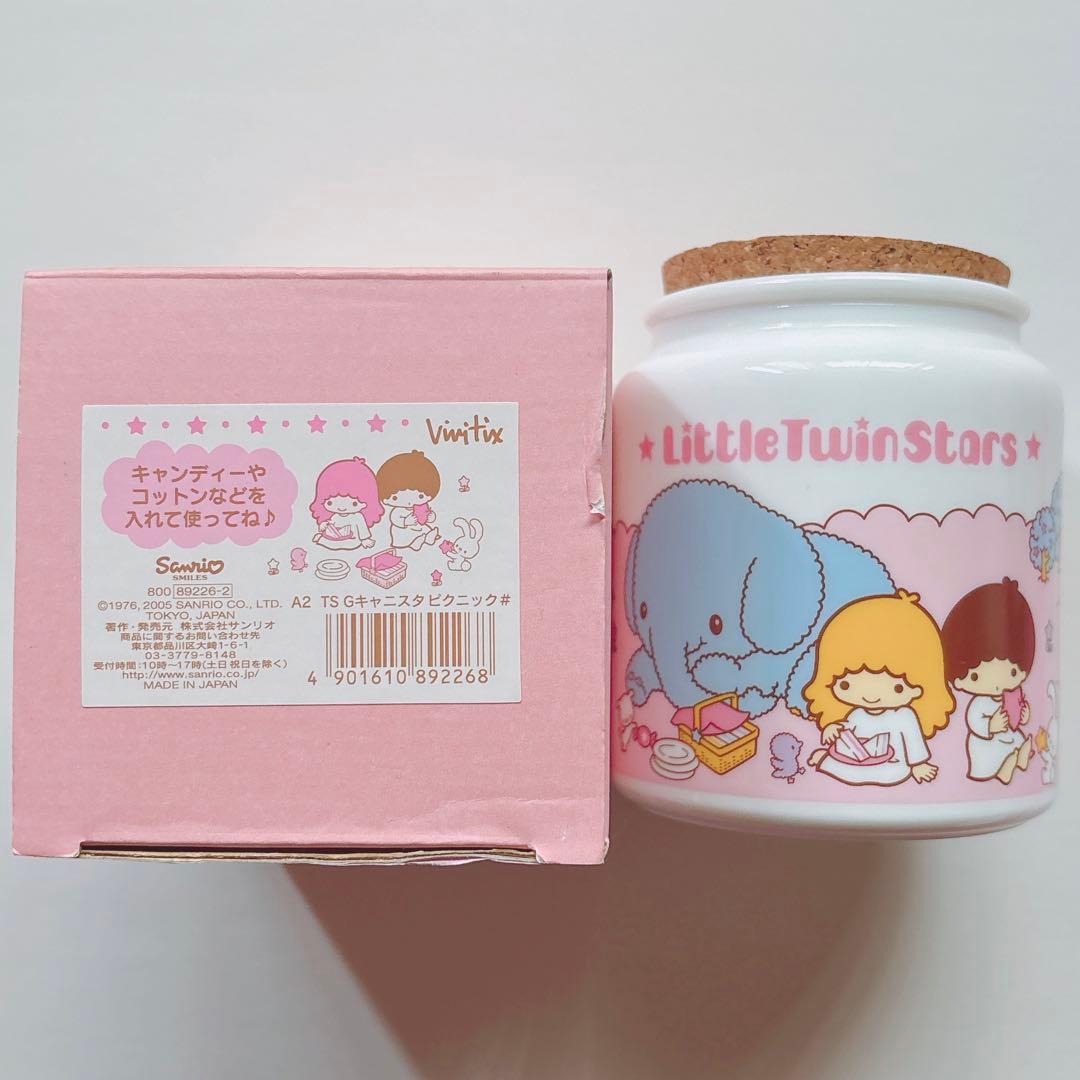 Vivitix
キャンディーや
コットンなどを
入れて使ってね♪
Sanrio
SMILES
800 89226-2
©1976, 2005 SANRIO CO., LTD.
TOKYO, JAPAN
著作・発売元 株式会社サンリオ
商品に関するお問い合わせ先
東京都品川区大崎1-6-1
03-3779-8148
受付時間:10時〜17時(土日祝日を除く)
http://www.sanrio.co.jp/
MADE IN JAPAN
A2 TS Gキャニスタピクニック#
4 901610 892268
★LittleTwinStars★